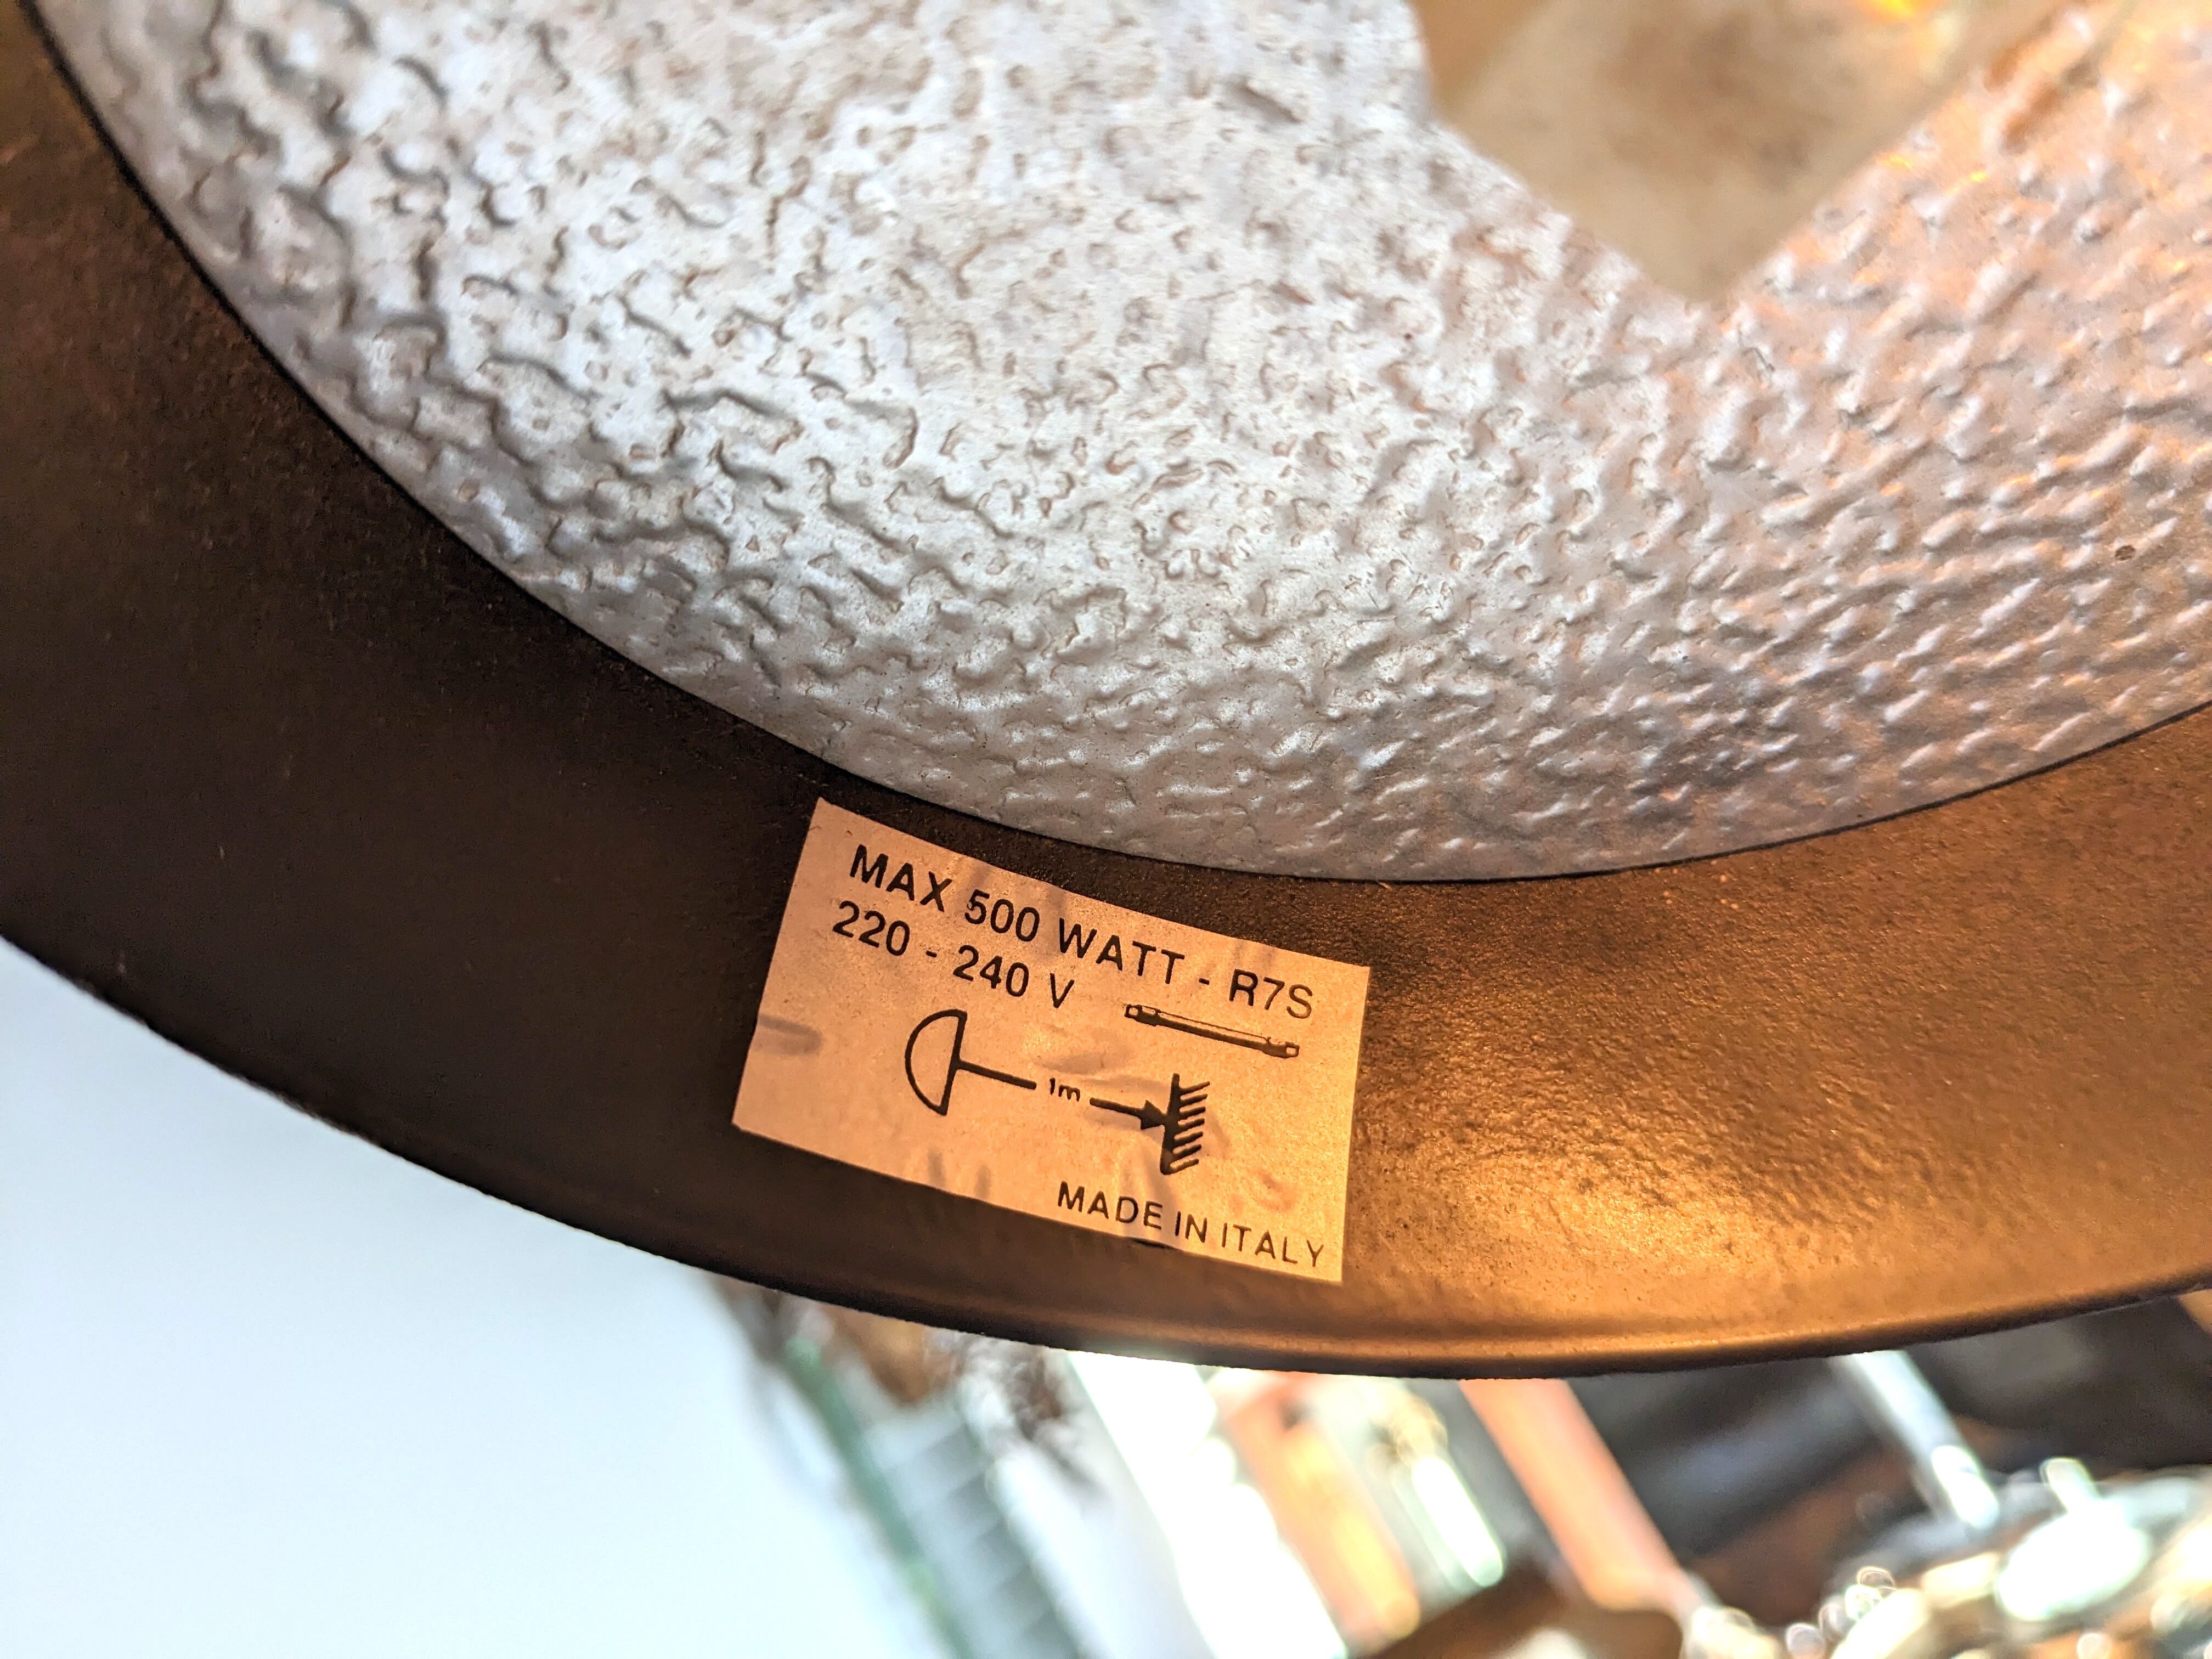 MAX 500 WATT - R7S
220 - 240 V
1m
MADE IN ITALY